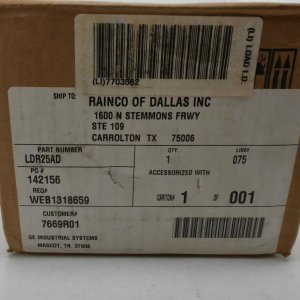 (LI)7703562
(LI) LOAD I.D.
SHIP TO:
RAINCO OF DALLAS INC
1600 N STEMMONS FRWY
STE 109
CARROLTON TX 75006
PART NUMBER
LDR25AD
QTY
1
LINE#
075
PO #
142156
ACCESSORIZED WITH
REQ#
WEB1318659
CARTON# 1 OF 001
CUSTOMER#
7669R01
GE INDUSTRIAL SYSTEMS
MASCOT, TN. 37806